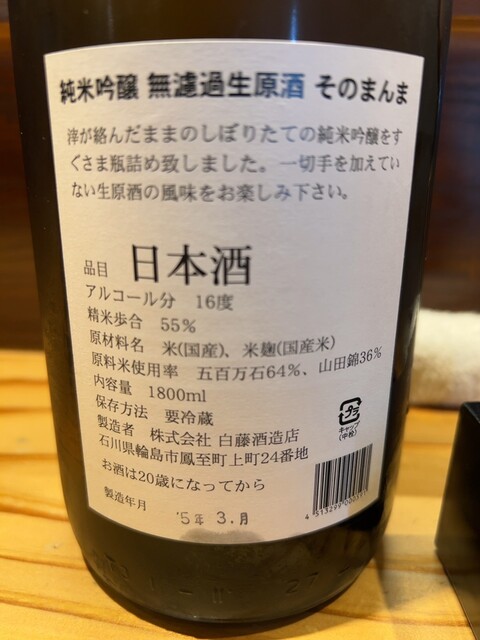 純米吟醸 無濾過生原酒 そのまんま
滓が絡んだままのしぼりたての純米吟醸をす
ぐさま瓶詰め致しました。一切手を加えてい
ない生原酒の風味をお楽しみ下さい。
品目 日本酒
アルコール分 16度
精米歩合 55%
原材料名 米(国産)、米麹(国産米)
原料米使用率 五百万石64%、山田錦36%
内容量 1800ml
保存方法 要冷蔵
製造者 株式会社 白藤酒造店
石川県輪島市鳳至町上町24番地
お酒は20歳になってから
製造年月 '5年 3.月
プラ
キャップ
(中栓)